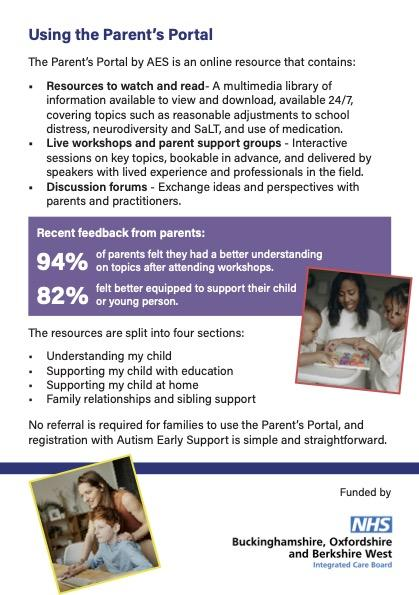 Using the Parent's Portal
The Parent's Portal by AES is an online resource that contains:
• Resources to watch and read- A multimedia library of
information available to view and download, available 24/7,
covering topics such as reasonable adjustments to school
distress, neurodiversity and SaLT, and use of medication.
• Live workshops and parent support groups - Interactive
sessions on key topics, bookable in advance, and delivered by
speakers with lived experience and professionals in the field.
• Discussion forums - Exchange ideas and perspectives with
parents and practitioners.
Recent feedback from parents:
94% of parents felt they had a better understanding
on topics after attending workshops.
82% felt better equipped to support their child
or young person.
The resources are split into four sections:
• Understanding my child
• Supporting my child with education
• Supporting my child at home
• Family relationships and sibling support
No referral is required for families to use the Parent's Portal, and
registration with Autism Early Support is simple and straightforward.
Funded by
NHS
Buckinghamshire, Oxfordshire
and Berkshire West
Integrated Care Board